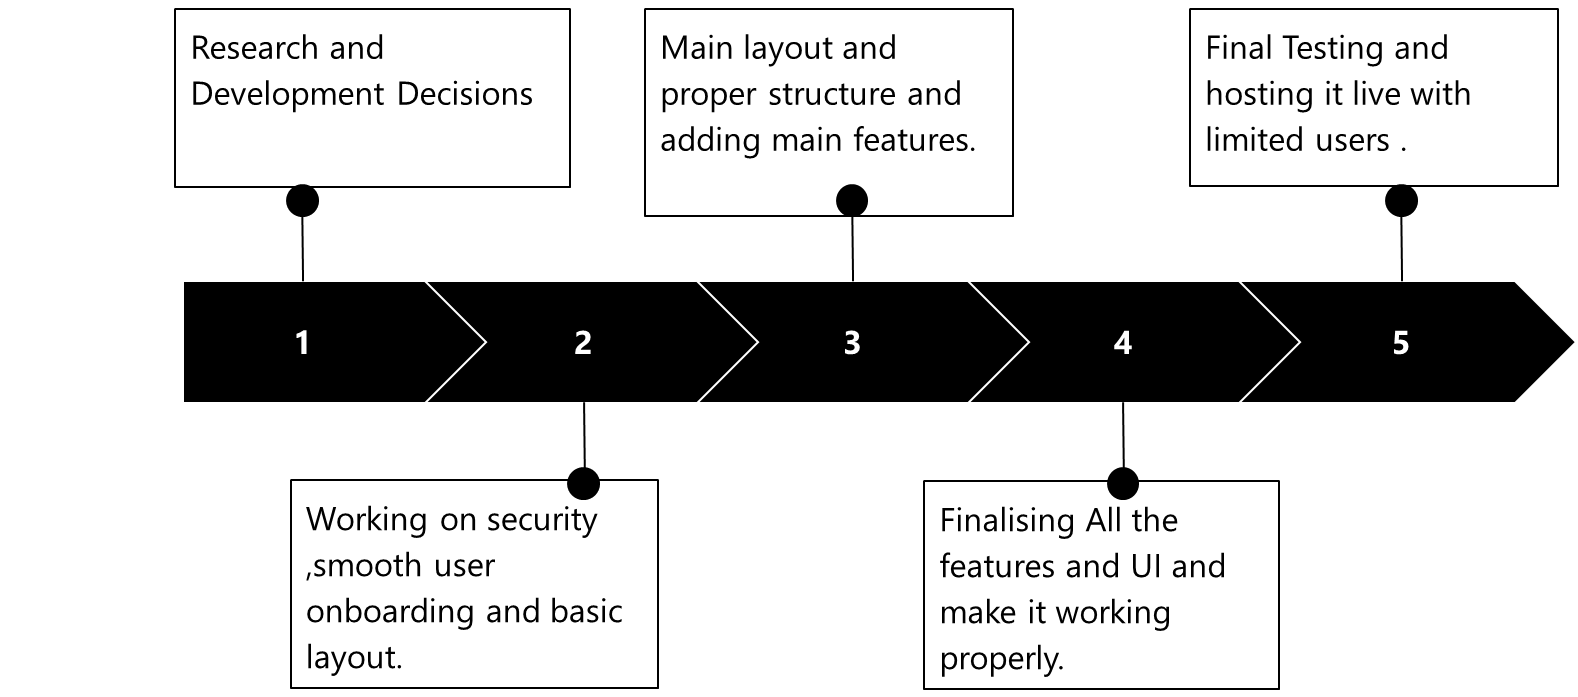 Research and
Development Decisions
Main layout and
proper structure and
adding main features.
Final Testing and
hosting it live with
limited users .
1
2
3
4
5
Working on security
,smooth user
onboarding and basic
layout.
Finalising All the
features and UI and
make it working
properly.